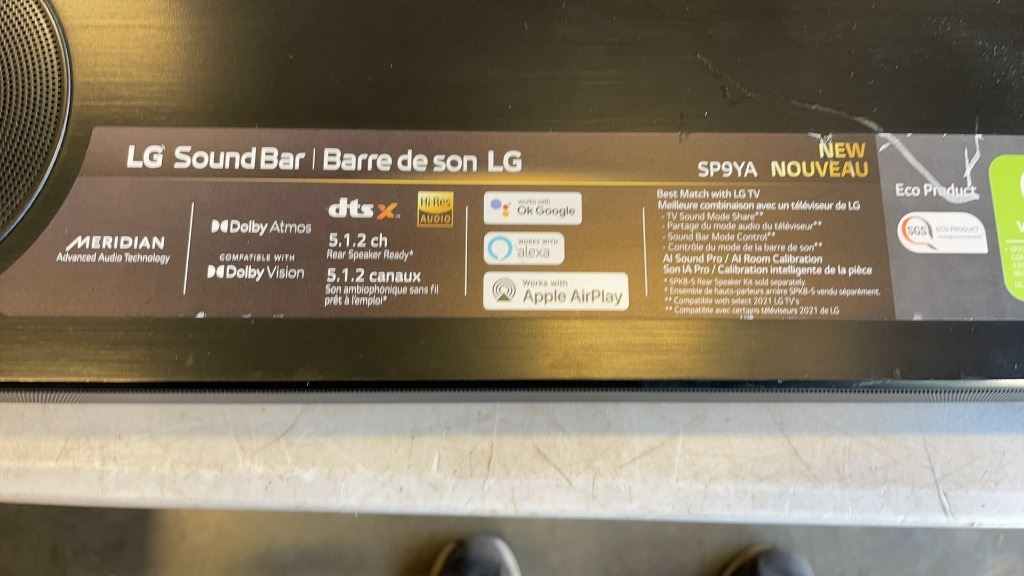 LG Sound Bar | Barre de son LG
SP9YA
NEW
NOUVEAU
MERIDIAN
Advanced Audio Technology
Dolby Atmos
COMPATIBLE WITH
Dolby Vision
dts X
Hi-Res
AUDIO
5.1.2 ch
Rear Speaker Ready*
5.1.2 canaux
Son ambiophonique sans fil
prêt à l'emploi*
works with
Ok Google
WORKS WITH
alexa
Works with
Apple AirPlay
Best Match with LG TV
Meilleure combinaison avec un téléviseur de LG
- TV Sound Mode Share**
- Partage du mode audio du téléviseur**
- Sound Bar Mode Control**
- Contrôle du mode de la barre de son**
AI Sound Pro / AI Room Calibration
Son IA Pro / Calibration intelligente de la pièce
* SPK8-S Rear Speaker Kit sold separately.
* Ensemble de hauts-parleurs arrière SPK8-S vendu séparément.
** Compatible with select 2021 LG TV's
** Compatible avec certains téléviseurs 2021 de LG
Eco Product
SGS
ECO PRODUCT